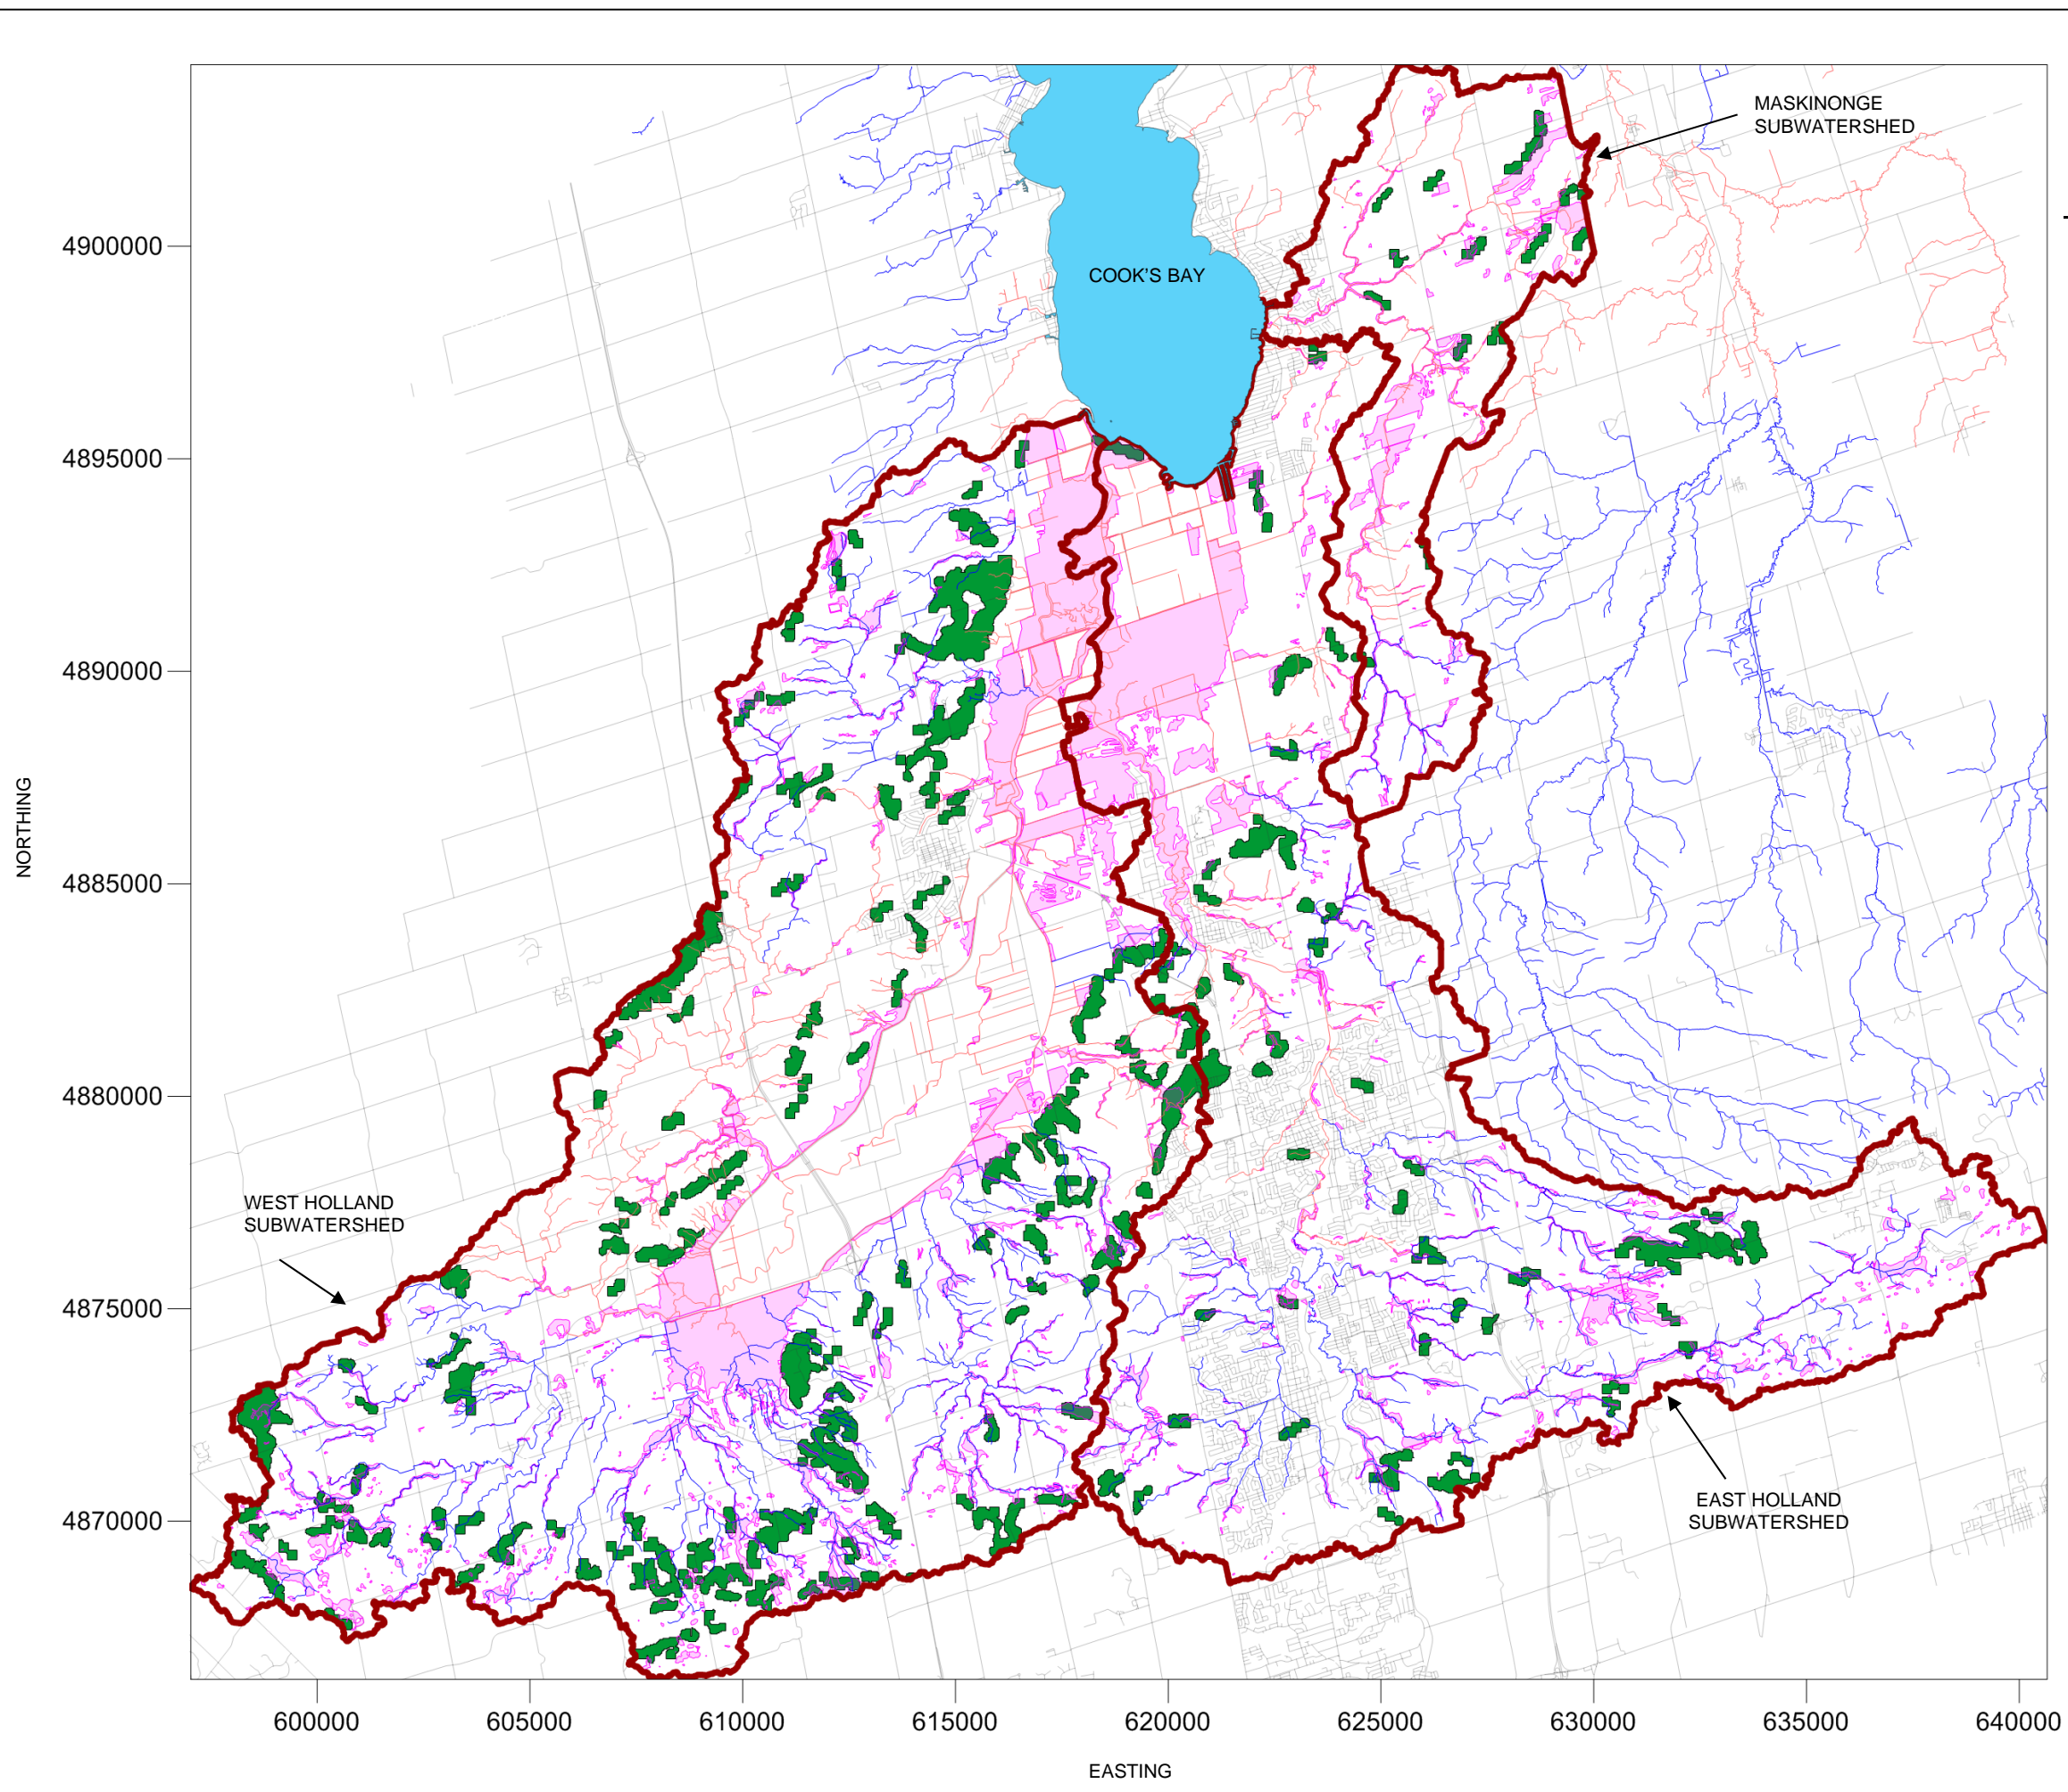 MASKINONGE
SUBWATERSHED
4900000
COOK'S BAY
4895000
4890000
NORTHING
4885000
4880000
WEST HOLLAND
SUBWATERSHED
4875000
EAST HOLLAND
SUBWATERSHED
4870000
600000 605000 610000 615000 620000 625000 630000 635000 640000
EASTING